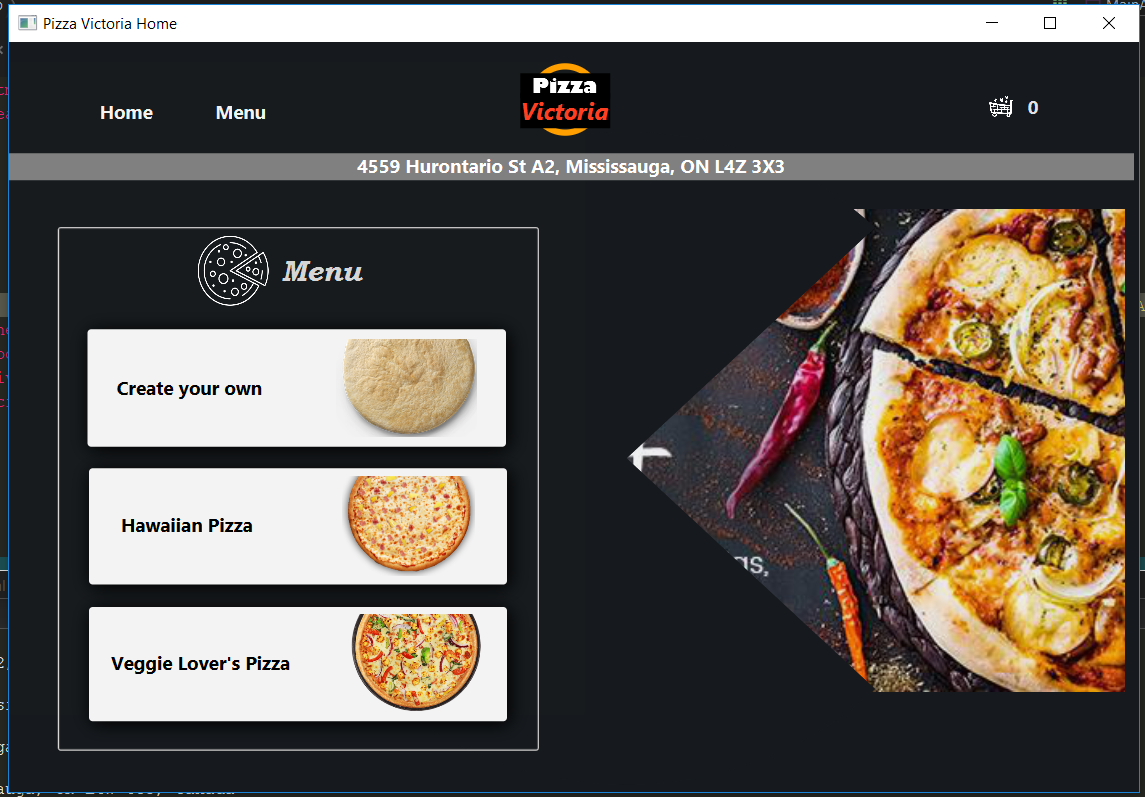 Pizza Victoria Home
Home
Menu
Pizza
Victoria
0
4559 Hurontario St A2, Mississauga, ON L4Z 3X3
Menu
Create your own
Hawaiian Pizza
Veggie Lover's Pizza